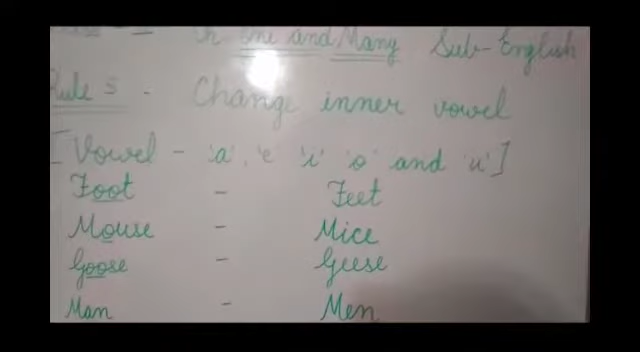 Ch - One and Many Sub-English
Rule 5 - Change inner vowel
[Vowel - 'a', 'e' 'i' 'o' and 'u']
Foot - Feet
Mouse - Mice
Goose - Geese
Man - Men